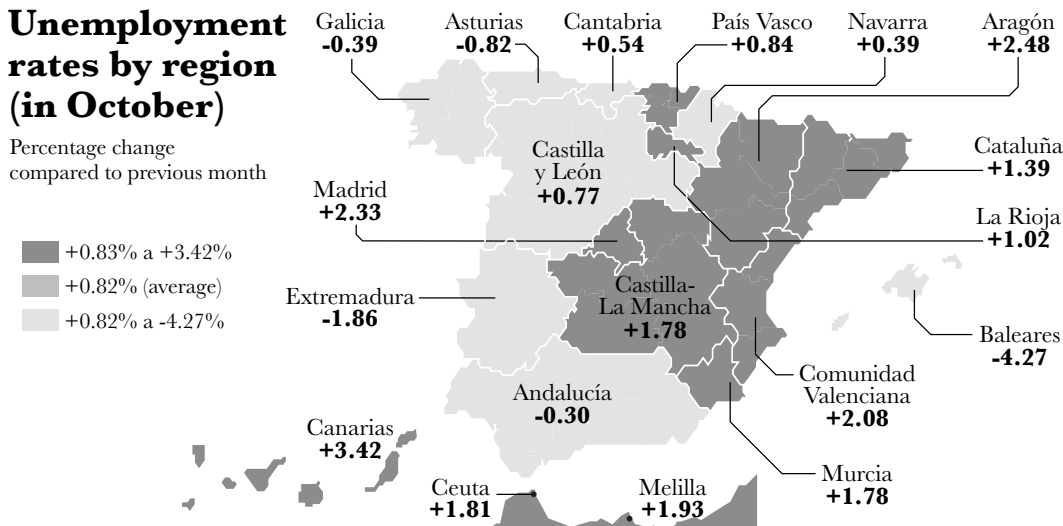 Unemployment
rates by region
(in October)
Percentage change
compared to previous month
+0.83% a +3.42%
+0.82% (average)
+0.82% a -4.27%
Galicia
-0.39
Asturias
-0.82
Cantabria
+0.54
País Vasco
+0.84
Navarra
+0.39
Aragón
+2.48
Castilla
y León
+0.77
Cataluña
+1.39
Madrid
+2.33
La Rioja
+1.02
Extremadura
-1.86
Castilla-
La Mancha
+1.78
Baleares
-4.27
Comunidad
Valenciana
+2.08
Andalucía
-0.30
Canarias
+3.42
Murcia
+1.78
Ceuta
+1.81
Melilla
+1.93